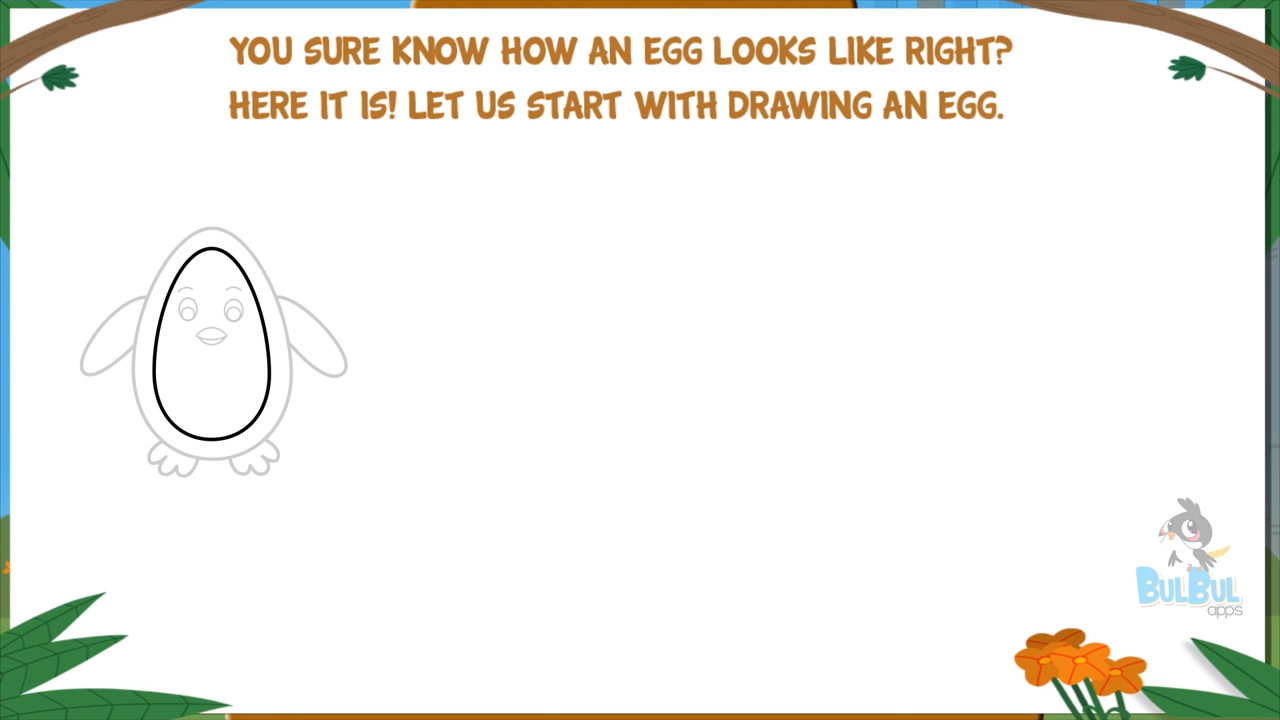 YOU SURE KNOW HOW AN EGG LOOKS LIKE RIGHT?
HERE IT IS! LET US START WITH DRAWING AN EGG.
BULBUL
apps